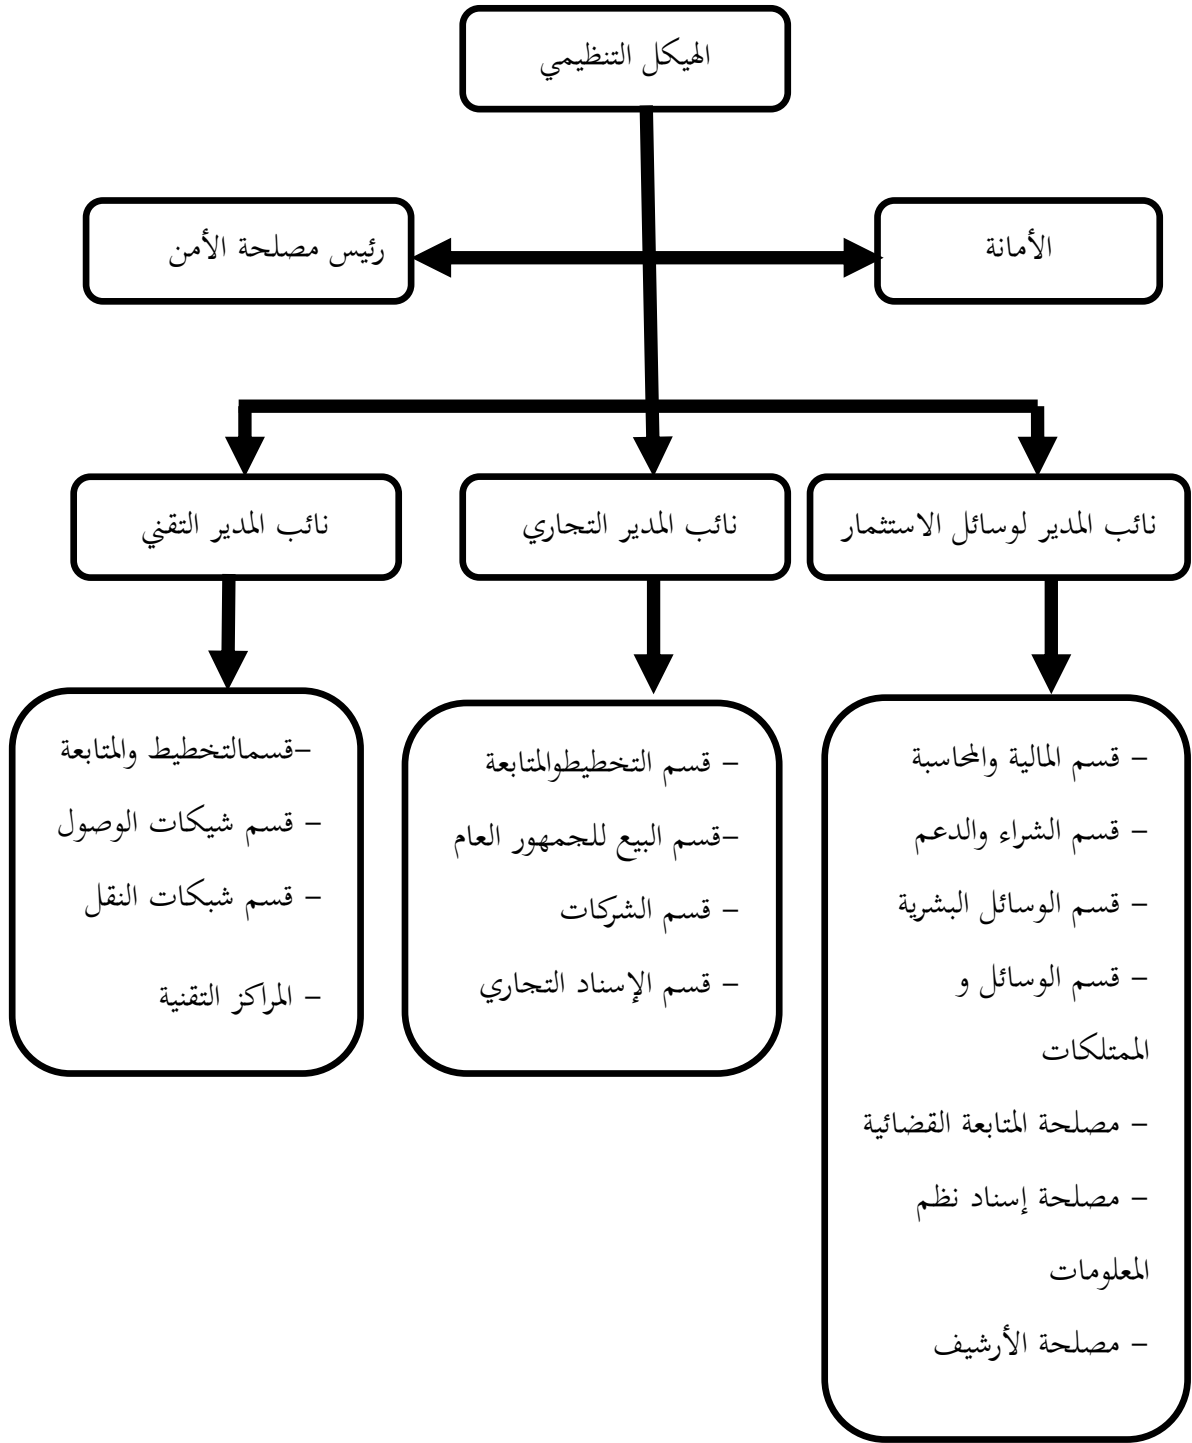 الهيكل التنظيمي
الأمانة
رئيس مصلحة الأمن
نائب المدير لوسائل الاستثمار
نائب المدير التجاري
نائب المدير التقني
- قسم المالية والمحاسبة
- قسم الشراء والدعم
- قسم الوسائل البشرية
- قسم الوسائل و
الممتلكات
- مصلحة المتابعة القضائية
- مصلحة إسناد نظم
المعلومات
- مصلحة الأرشيف
- قسم التخطيطوالمتابعة
-قسم البيع للجمهور العام
- قسم الشركات
- قسم الإسناد التجاري
-قسمالتخطيط والمتابعة
- قسم شيكات الوصول
- قسم شبكات النقل
- المراكز التقنية